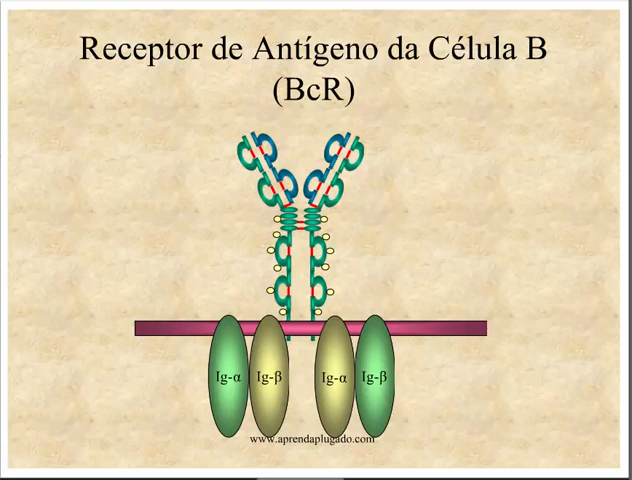 Receptor de Antígeno da Célula B
(BcR)
Ig-α Ig-β Ig-α Ig-β
www.aprendaplugado.com